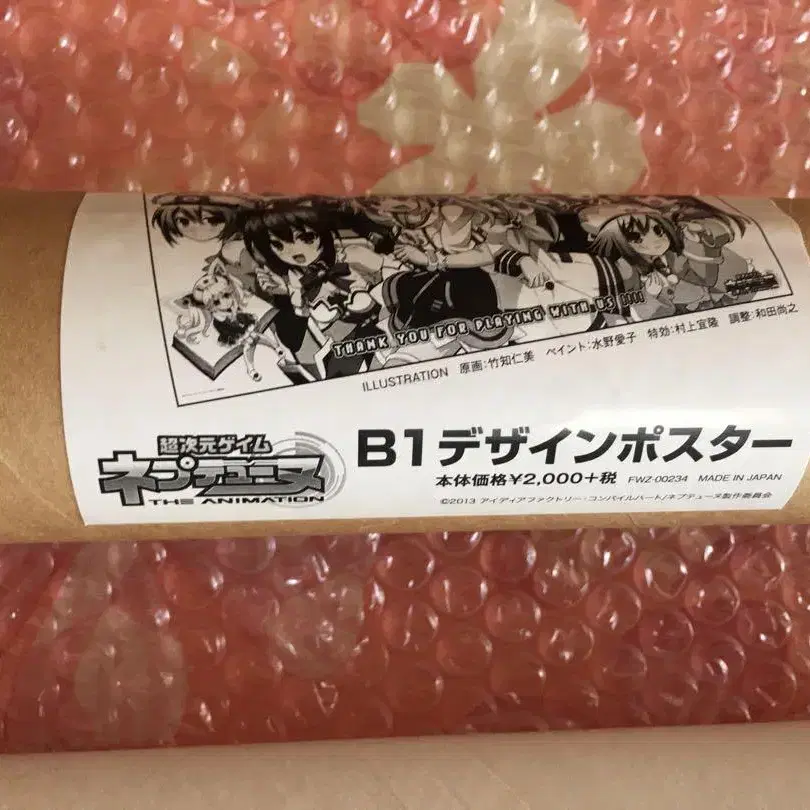 THANK YOU FOR PLAYING WITH US !!!!
ILLUSTRATION 原画:竹知仁美 ペイント:水野愛子 特効:村上宜隆 調整:和田尚之
超次元ゲイム
ネプテューヌ
THE ANIMATION
B1デザインポスター
本体価格¥2,000+税 FWZ-00234 MADE IN JAPAN
©2013 アイディアファクトリー・コンパイルハート/ネプテューヌ製作委員会